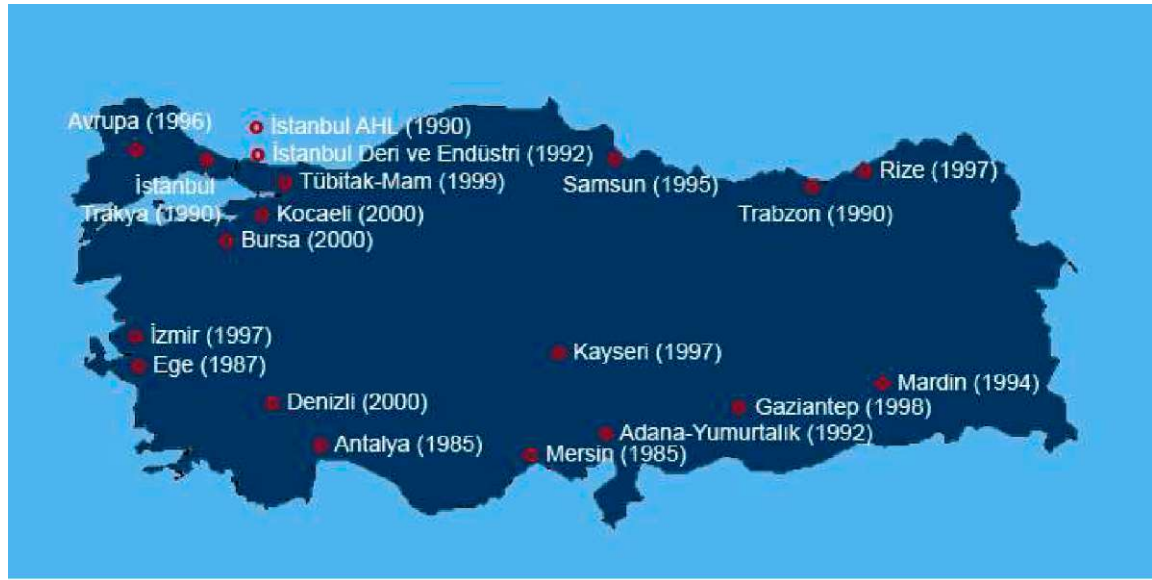 Avrupa (1996)
İstanbul AHL (1990)
İstanbul Deri ve Endüstri (1992)
Tübitak-Mam (1999)
İstanbul
Trakya (1990)
Kocaeli (2000)
Bursa (2000)
Samsun (1995)
Rize (1997)
Trabzon (1990)
İzmir (1997)
Ege (1987)
Kayseri (1997)
Mardin (1994)
Denizli (2000)
Gaziantep (1998)
Adana-Yumurtalık (1992)
Antalya (1985)
Mersin (1985)